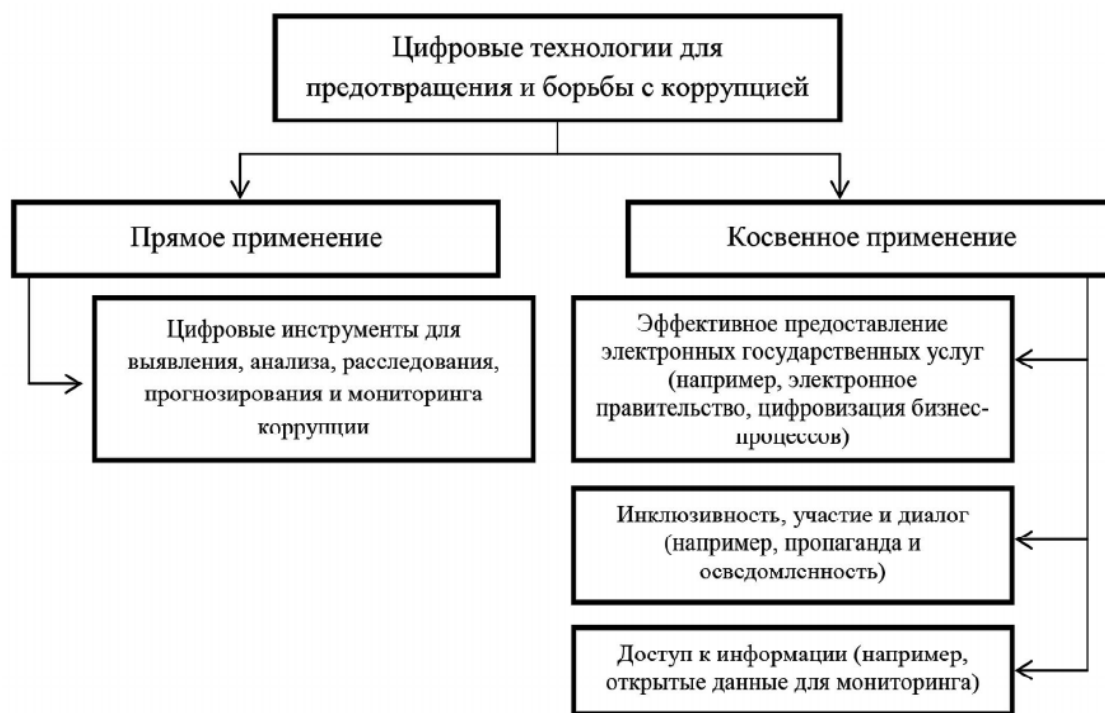 Цифровые технологии для
предотвращения и борьбы с коррупцией
Прямое применение
Косвенное применение
Цифровые инструменты для
выявления, анализа, расследования,
прогнозирования и мониторинга
коррупции
Эффективное предоставление
электронных государственных услуг
(например, электронное
правительство, цифровизация бизнес-
процессов)
Инклюзивность, участие и диалог
(например, пропаганда и
осведомленность)
Доступ к информации (например,
открытые данные для мониторинга)